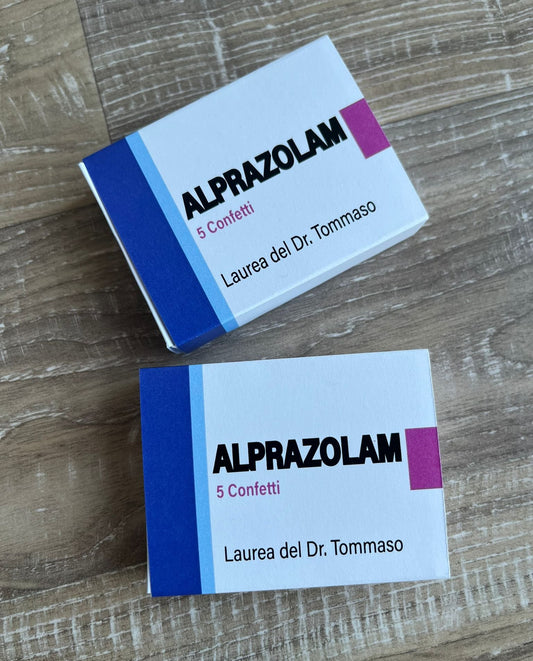 ALPRAZOLAM
5 Confetti
Laurea del Dr. Tommaso
ALPRAZOLAM
5 Confetti
Laurea del Dr. Tommaso